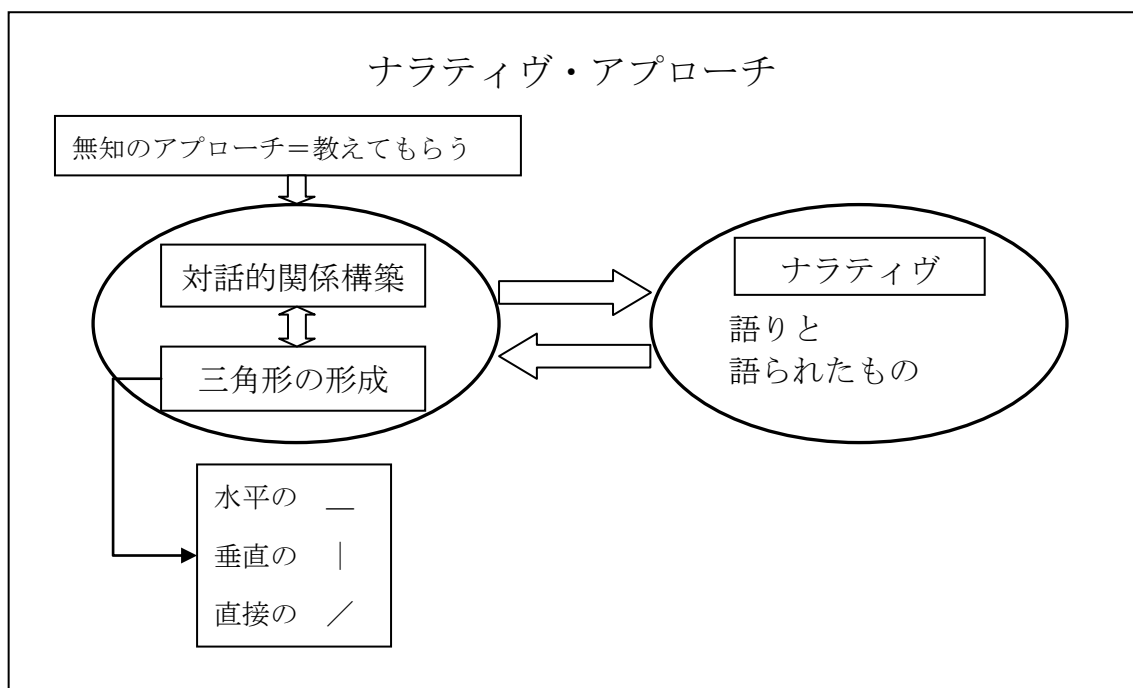 ナラティヴ・アプローチ
無知のアプローチ＝教えてもらう
対話的関係構築
三角形の形成
ナラティヴ
語りと
語られたもの
水平の　＿
垂直の　｜
直接の　／